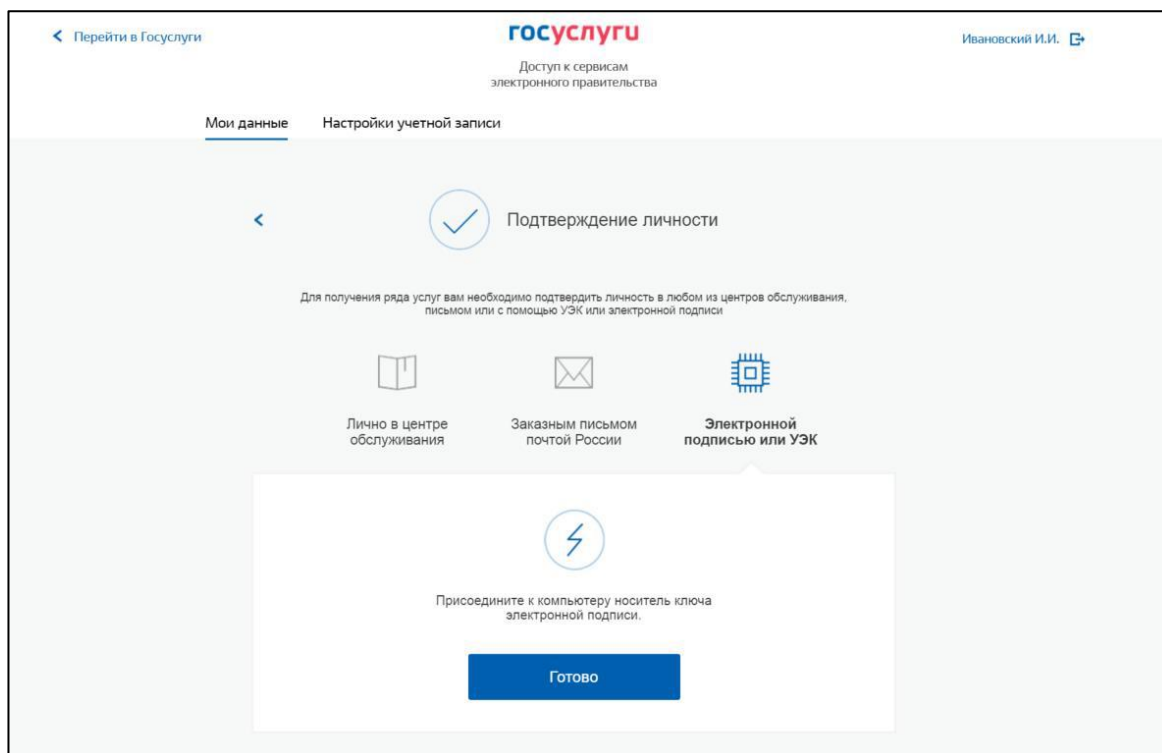 Перейти в Госуслуги
госуслуги
Ивановский И.И.
Доступ к сервисам
электронного правительства
Мои данные
Настройки учетной записи
Подтверждение личности
Для получения ряда услуг вам необходимо подтвердить личность в любом из центров обслуживания,
письмом или с помощью УЭК или электронной подписи
Лично в центре
обслуживания
Заказным письмом
почтой России
Электронной
подписью или УЭК
Присоедините к компьютеру носитель ключа
электронной подписи.
Готово